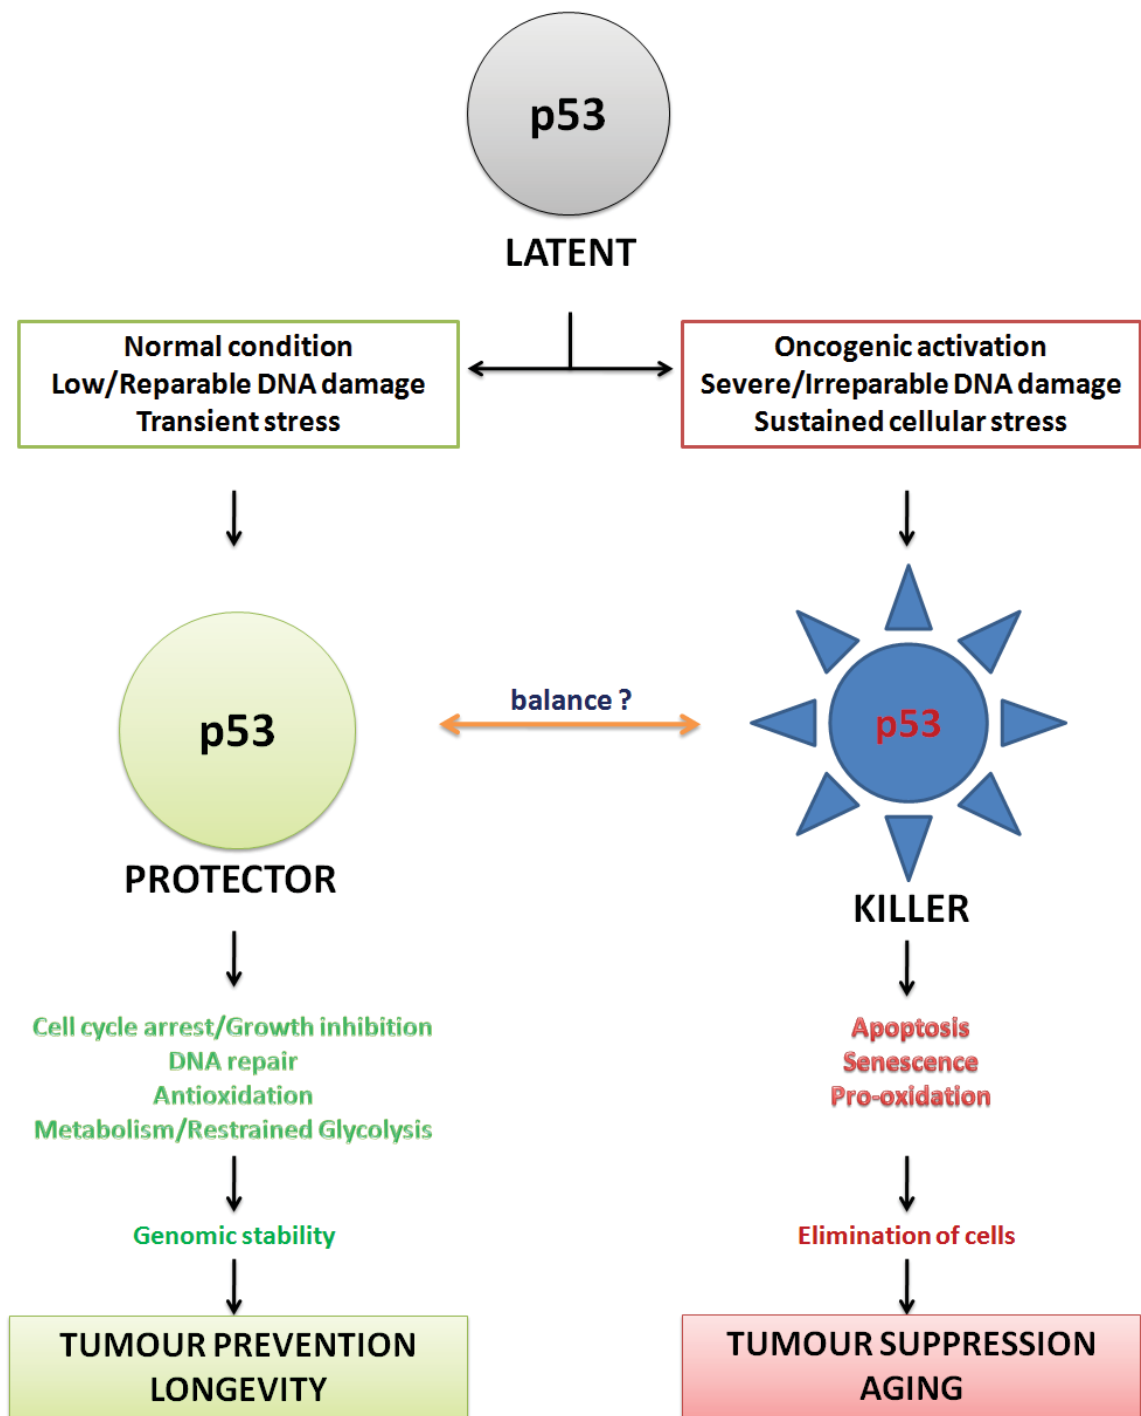 p53
LATENT
Normal condition
Low/Reparable DNA damage
Transient stress
Oncogenic activation
Severe/Irreparable DNA damage
Sustained cellular stress
p53
PROTECTOR
balance ?
p53
KILLER
Cell cycle arrest/Growth inhibition
DNA repair
Antioxidation
Metabolism/Restrained Glycolysis
Genomic stability
TUMOUR PREVENTION
LONGEVITY
Apoptosis
Senescence
Pro-oxidation
Elimination of cells
TUMOUR SUPPRESSION
AGING